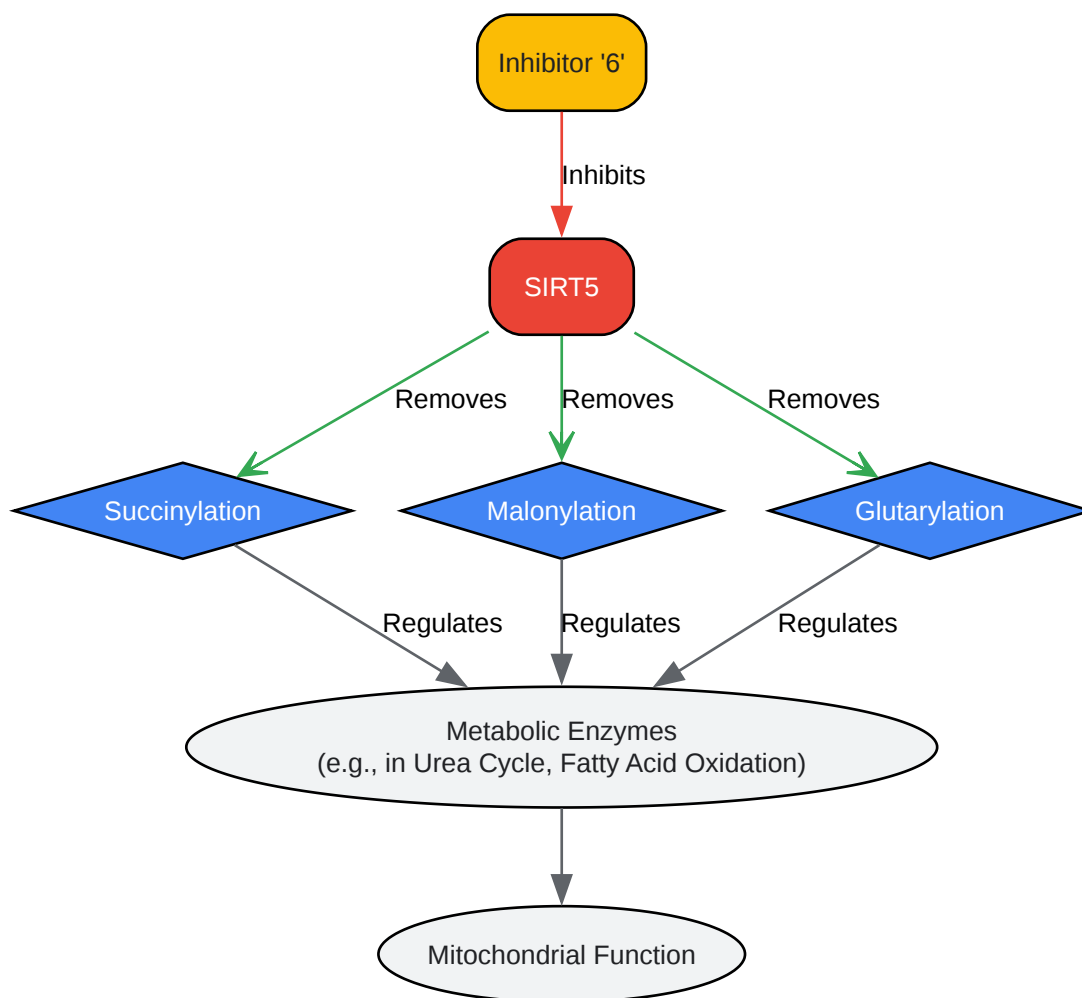 Inhibitor '6'
Inhibits
SIRT5
Removes
Removes
Removes
Succinylation
Malonylation
Glutarylation
Regulates
Regulates
Regulates
Metabolic Enzymes
(e.g., in Urea Cycle, Fatty Acid Oxidation)
Mitochondrial Function